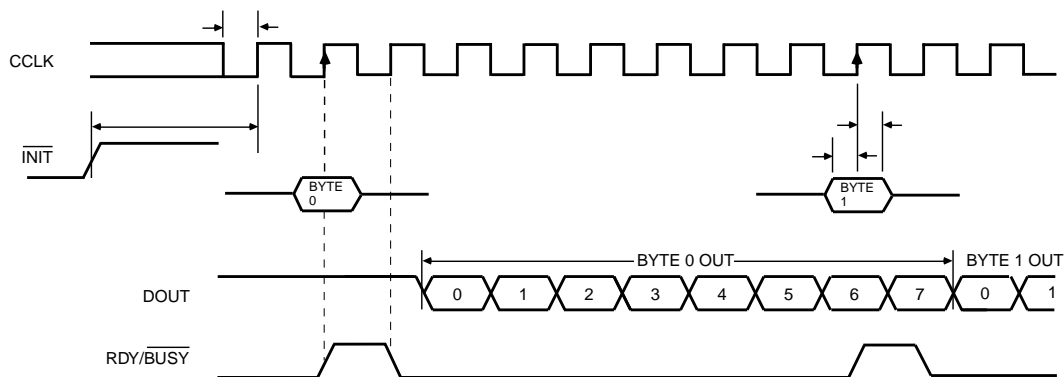 CCLK
INIT
BYTE
0
BYTE
1
BYTE 0 OUT
BYTE 1 OUT
DOUT
0 1 2 3 4 5 6 7 0 1
RDY/BUSY